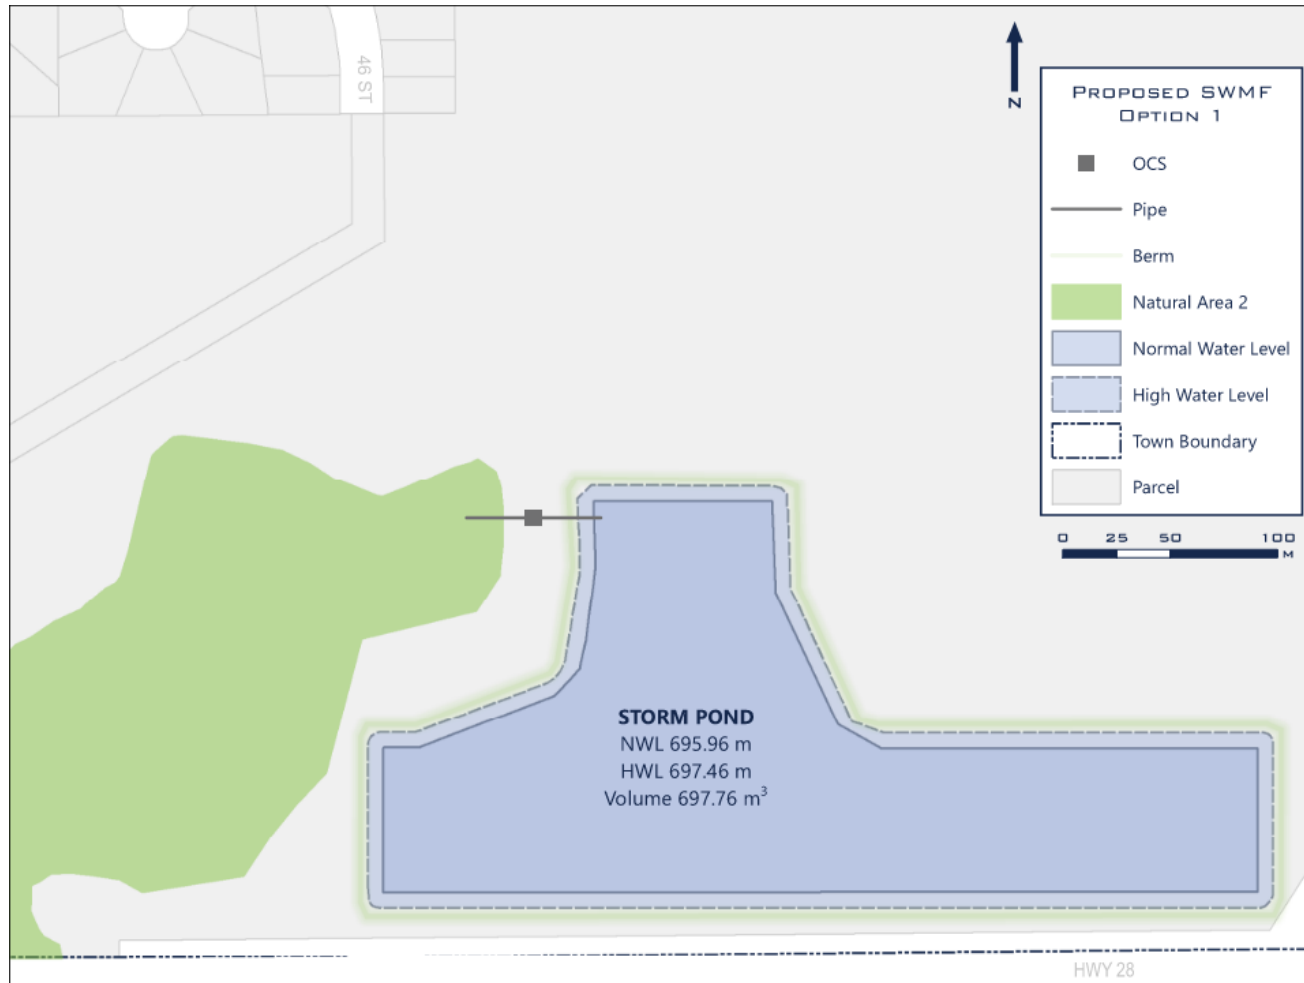 46 ST
N
PROPOSED SWMF
OPTION 1
OCS
Pipe
Berm
Natural Area 2
Normal Water Level
High Water Level
Town Boundary
Parcel
0 25 50 100
M
STORM POND
NWL 695.96 m
HWL 697.46 m
Volume 697.76 m³
HWY 28